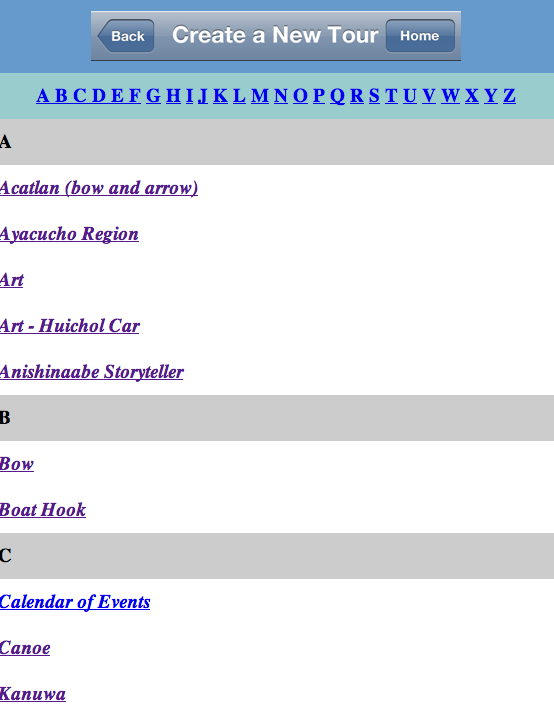 Back Create a New Tour Home
A B C D E F G H I J K L M N O P Q R S T U V W X Y Z
A
Acatlan (bow and arrow)
Ayacucho Region
Art
Art - Huichol Car
Anishinaabe Storyteller
B
Bow
Boat Hook
C
Calendar of Events
Canoe
Kanuwa